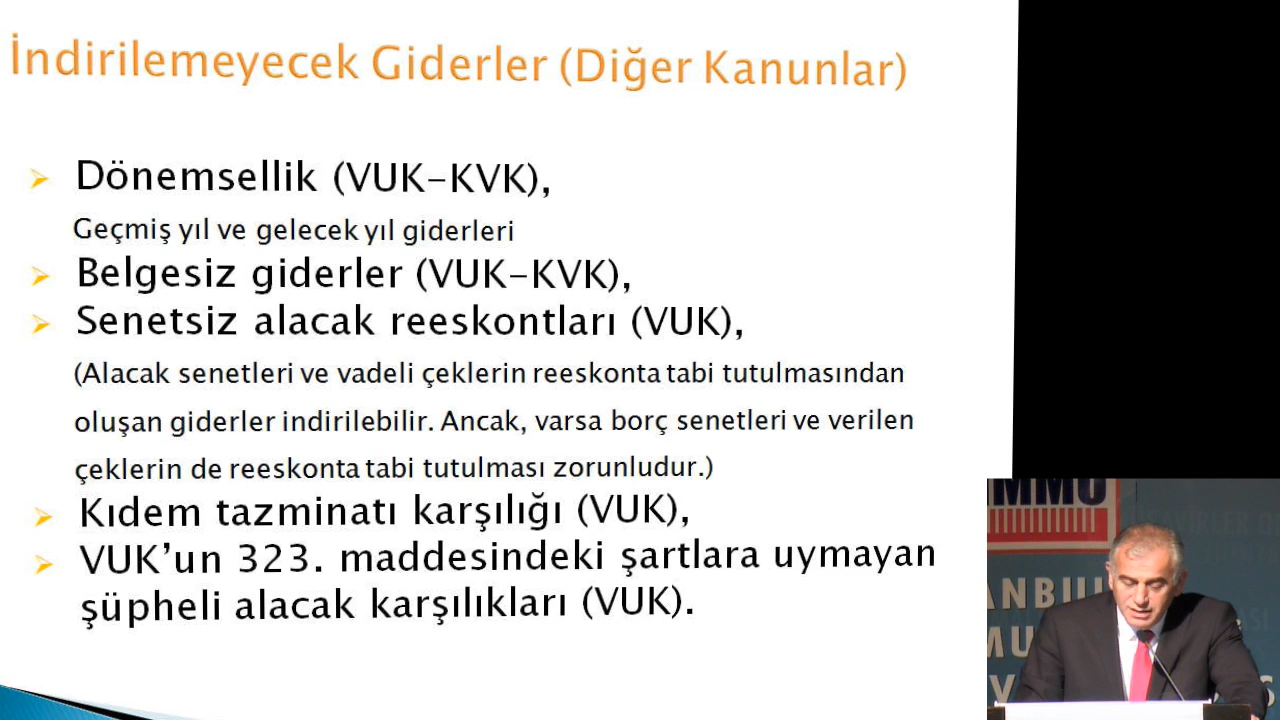 İndirilemeyecek Giderler (Diğer Kanunlar)
➢ Dönemsellik (VUK-KVK),
Geçmiş yıl ve gelecek yıl giderleri
➢ Belgesiz giderler (VUK-KVK),
➢ Senetsiz alacak reeskontları (VUK),
(Alacak senetleri ve vadeli çeklerin reeskonta tabi tutulmasından
oluşan giderler indirilebilir. Ancak, varsa borç senetleri ve verilen
çeklerin de reeskonta tabi tutulması zorunludur.)
➢ Kıdem tazminatı karşılığı (VUK),
➢ VUK'un 323. maddesindeki şartlara uymayan
şüpheli alacak karşılıkları (VUK).
MMO
ANBUL
MU